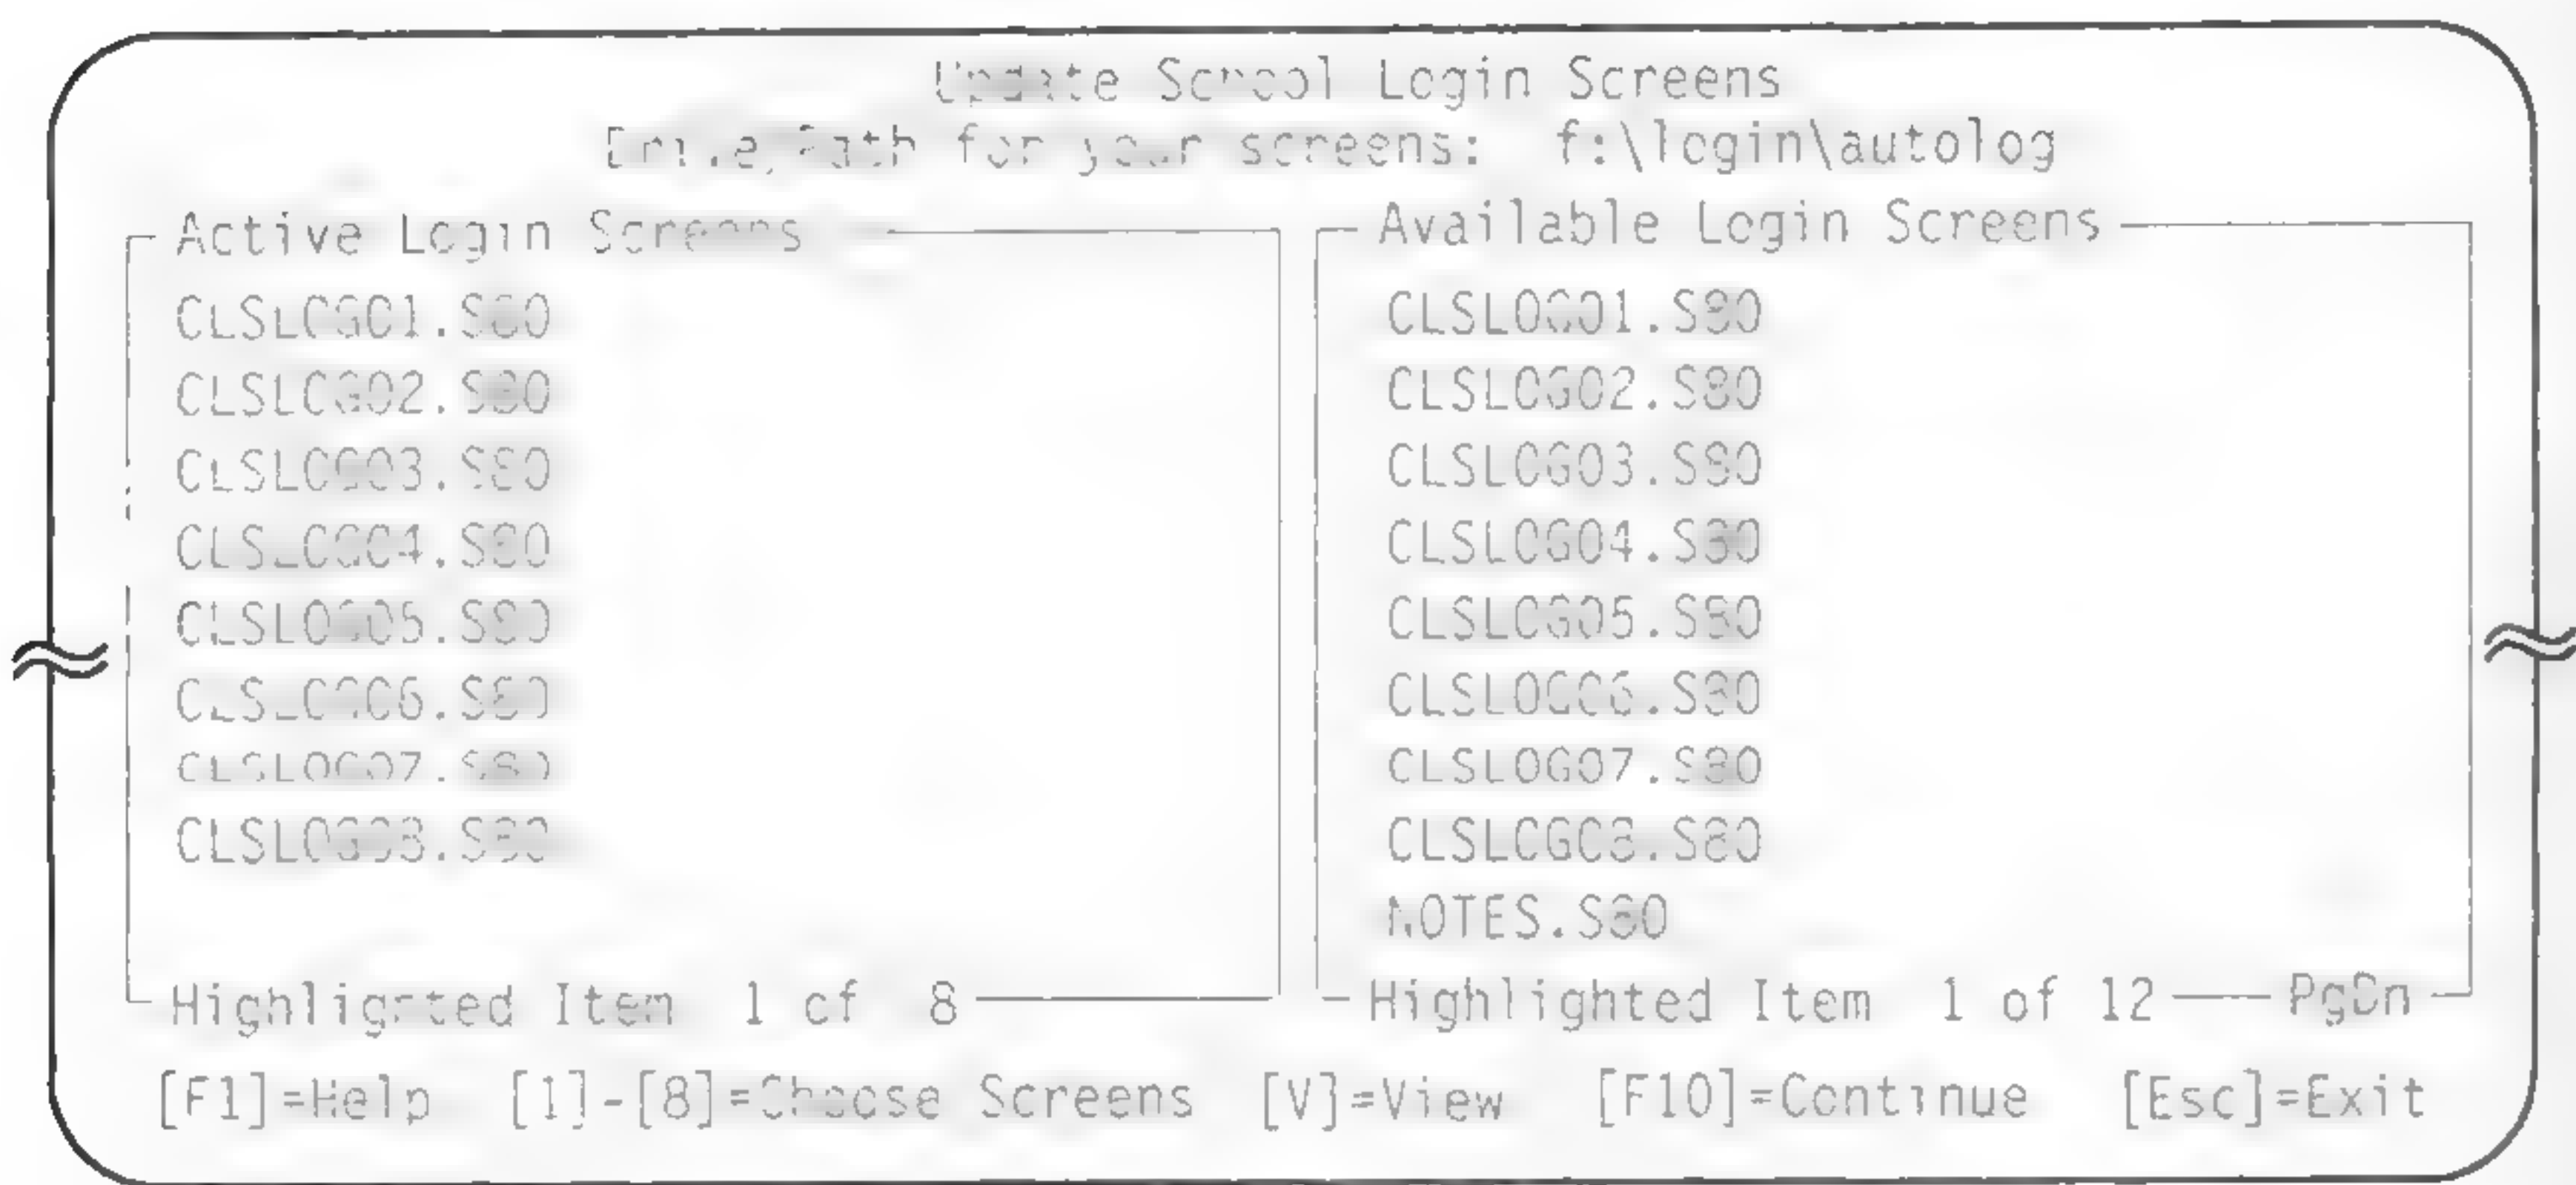 Update School Login Screens
Drive/Path for your screens: f:\login\autolog
Active Login Screens
CLSLOG01.S80
CLSLOG02.S80
CLSLOG03.S80
CLSLOG04.S80
CLSLOG05.S80
CLSLOG06.S80
CLSLOG07.S80
CLSLOG08.S80
Highlighted Item 1 of 8
Available Login Screens
CLSLOG01.S80
CLSLOG02.S80
CLSLOG03.S80
CLSLOG04.S80
CLSLOG05.S80
CLSLOG06.S80
CLSLOG07.S80
CLSLOG08.S80
NOTES.S80
Highlighted Item 1 of 12 PgDn
[F1]=Help [1]-[8]=Choose Screens [V]=View [F10]=Continue [Esc]=Exit